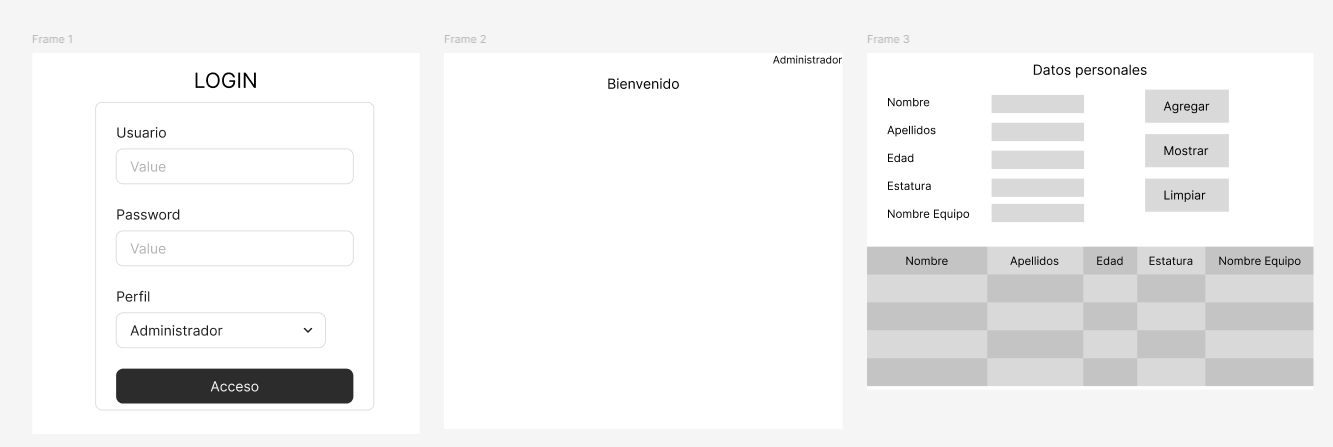 Frame 1
LOGIN
Usuario
Value
Password
Value
Perfil
Administrador
Acceso
Frame 2
Administrador
Bienvenido
Frame 3
Datos personales
Nombre
Apellidos
Edad
Estatura
Nombre Equipo
Agregar
Mostrar
Limpiar
Nombre Apellidos Edad Estatura Nombre Equipo